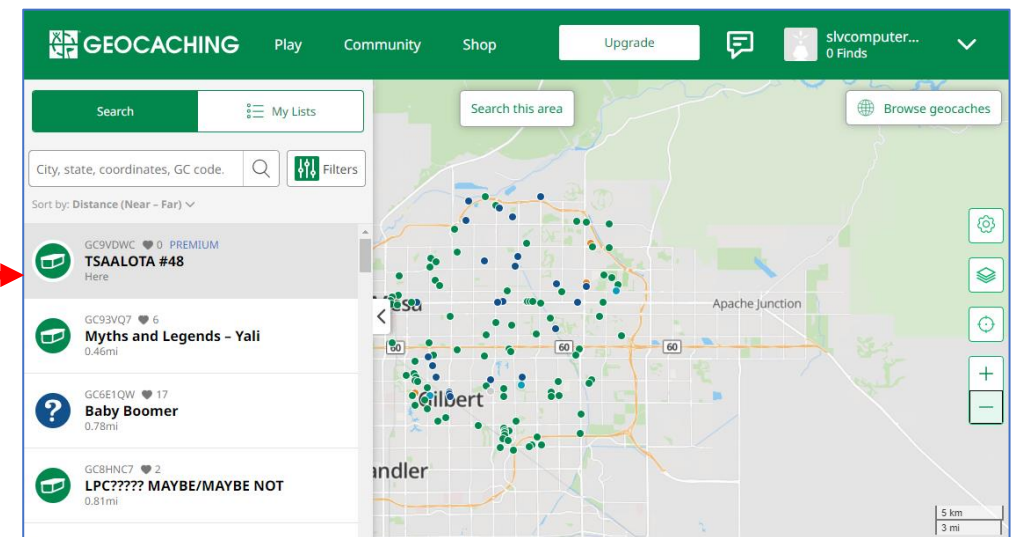 GEOCACHING Play Community Shop Upgrade slvcomputer...
0 Finds
Search My Lists
City, state, coordinates, GC code. Filters
Sort by: Distance (Near – Far)
GC9VDWC 0 PREMIUM
TSAALOTA #48
Here
GC93VQ7 6
Myths and Legends – Yali
0.46mi
GC6E1QW 17
Baby Boomer
0.78mi
GC8HNC7 2
LPC????? MAYBE/MAYBE NOT
0.81mi
Search this area
Browse geocaches
Mesa
Apache Junction
60 60 60
Gilbert
andler
5 km
3 mi